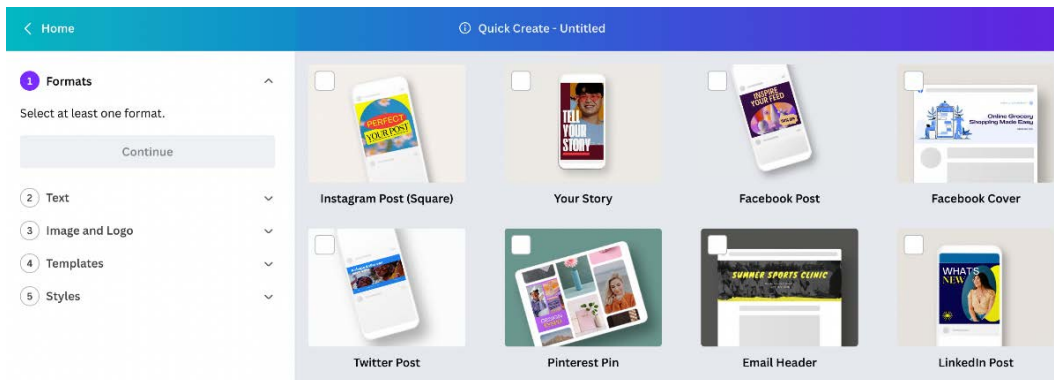 Home
Quick Create - Untitled
1 Formats
Select at least one format.
Continue
2 Text
3 Image and Logo
4 Templates
5 Styles
PERFECT
YOUR POST
Instagram Post (Square)
TELL
YOUR
STORY
Your Story
INSPIRE
YOUR FEED
Facebook Post
Online Grocery
Shopping Made Easy
Facebook Cover
Twitter Post
Pinterest Pin
SUMMER SPORTS CLINIC
Email Header
WHAT'S
NEW
LinkedIn Post